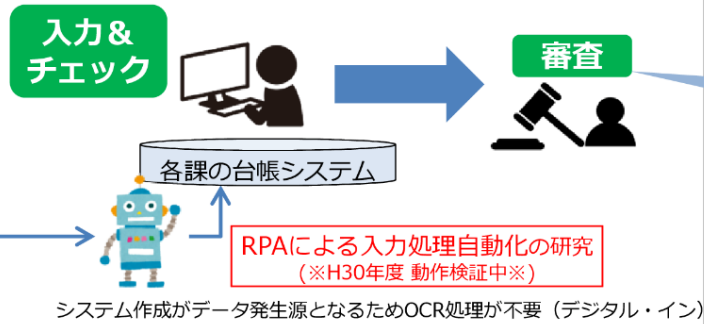 入力＆
チェック
審査
各課の台帳システム
RPAによる入力処理自動化の研究
(※H30年度 動作検証中※)
システム作成がデータ発生源となるためOCR処理が不要（デジタル・イン）